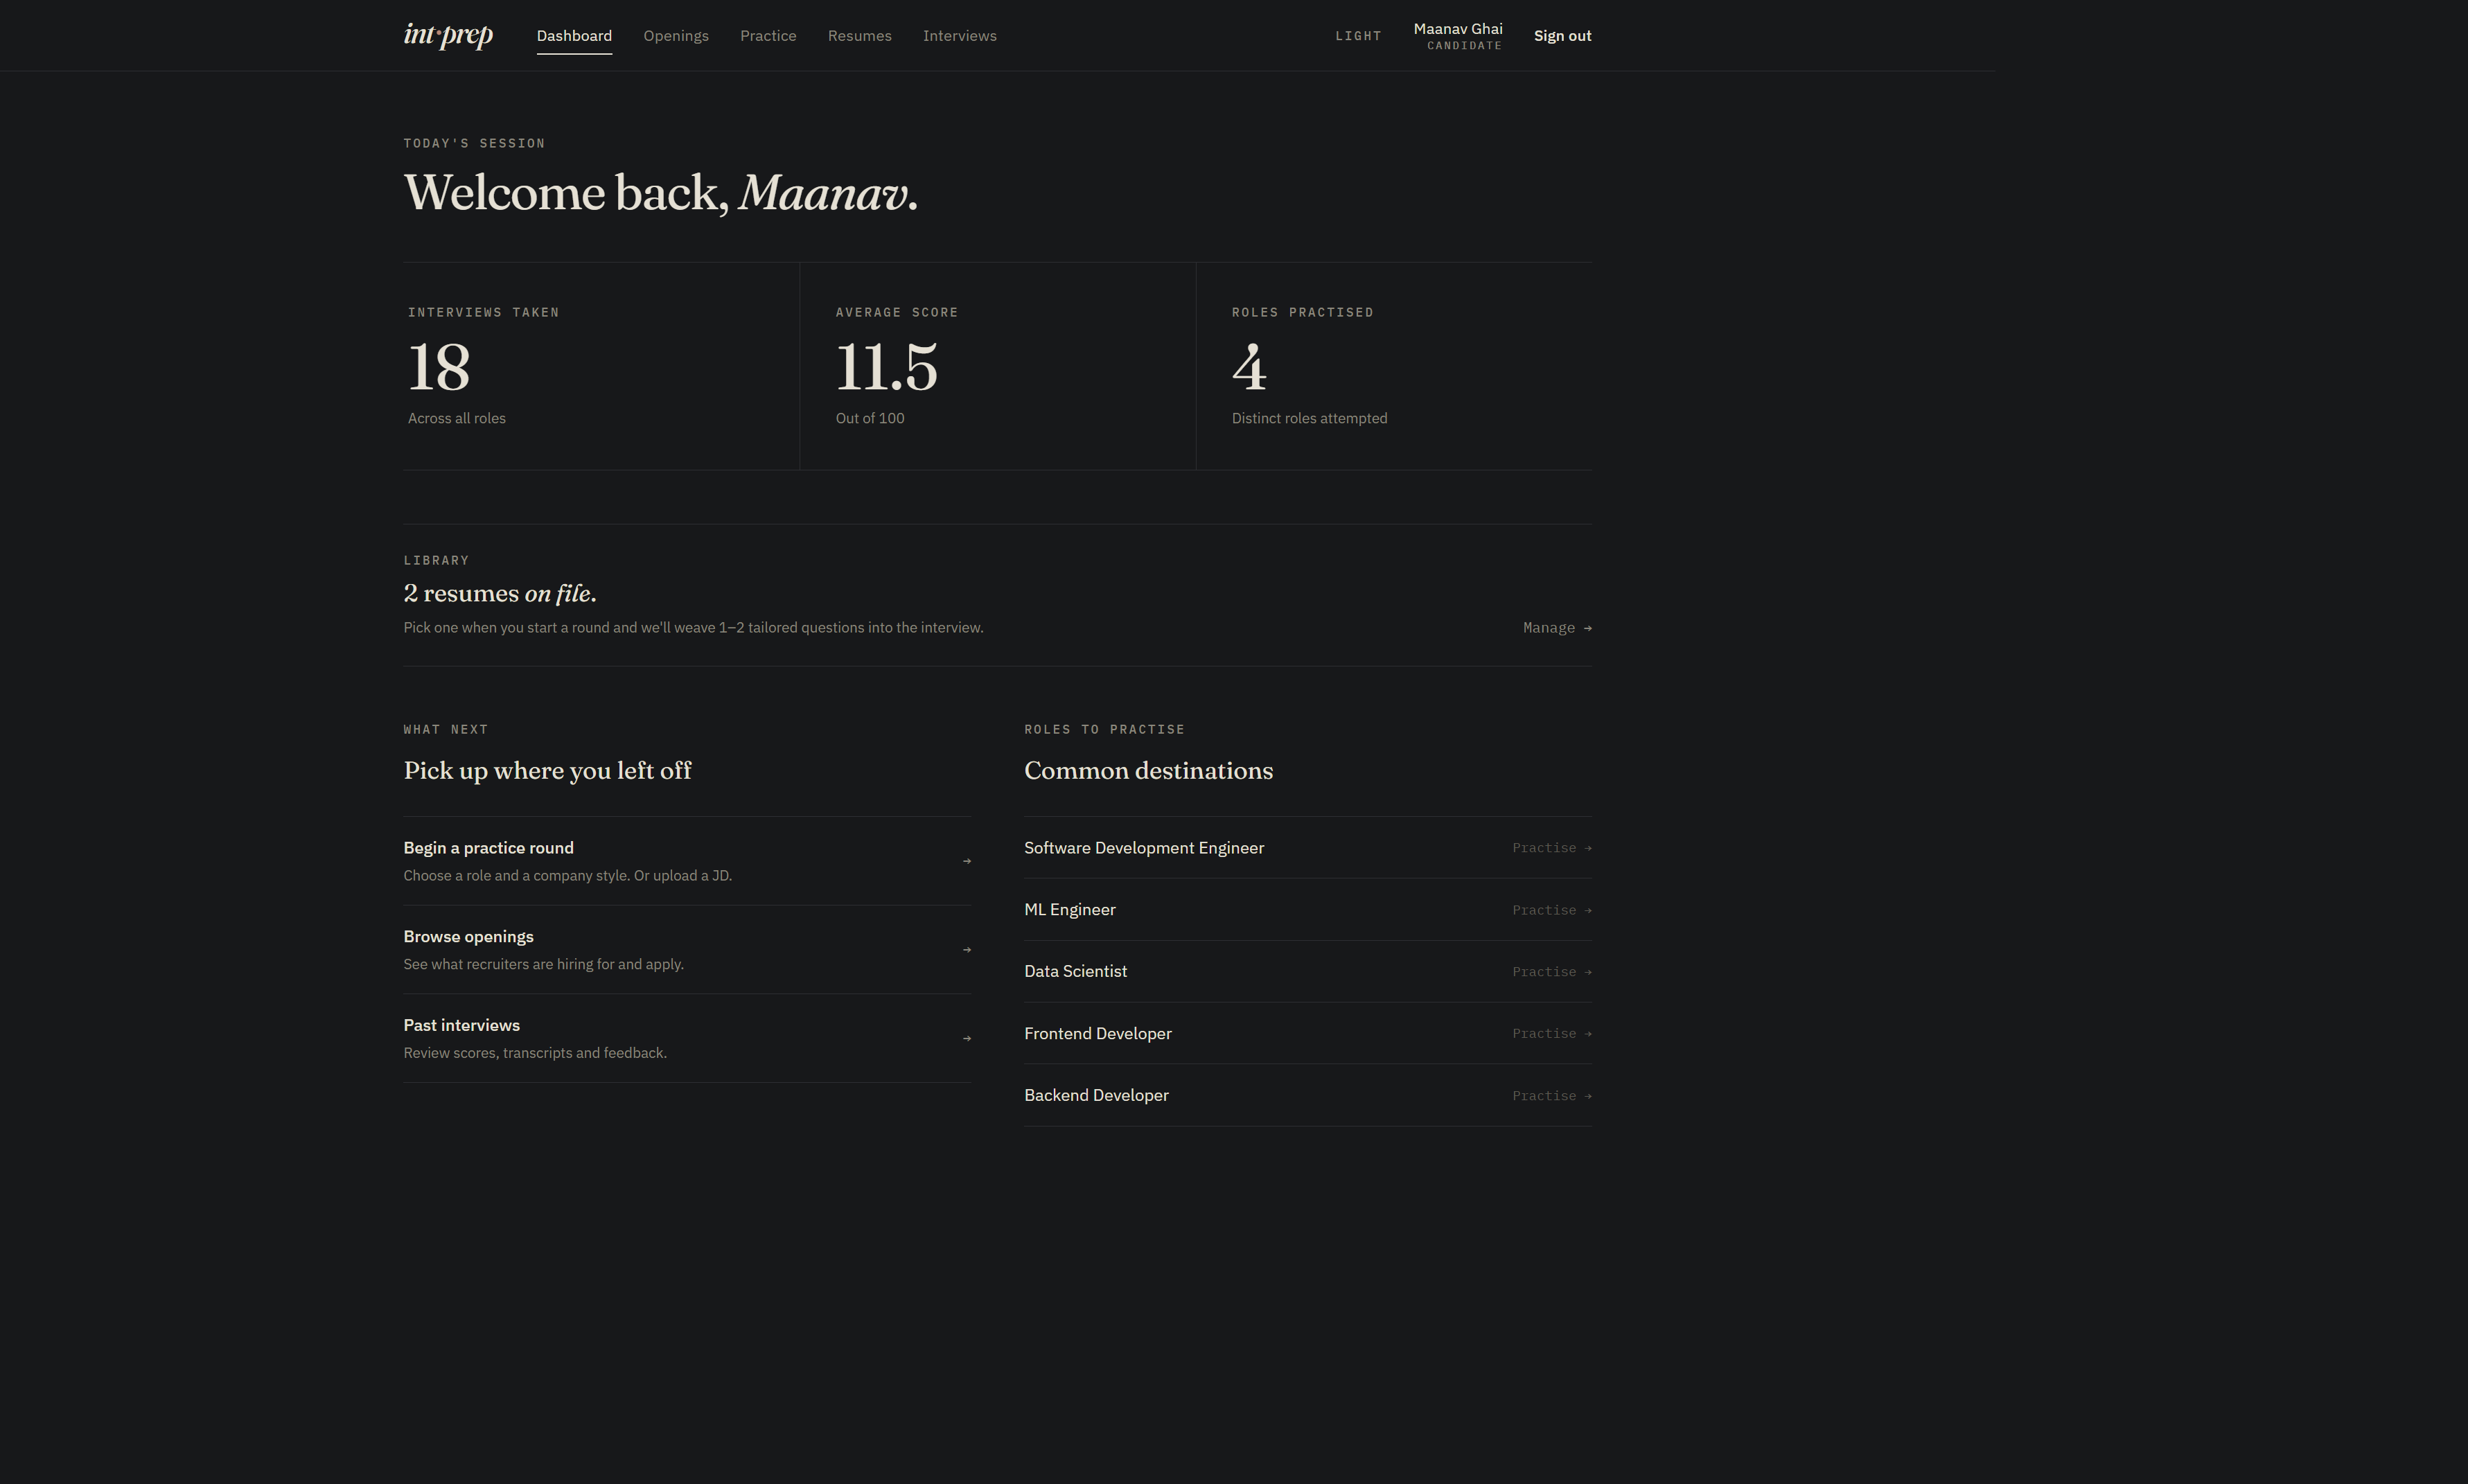 int·prep
Dashboard
Openings
Practice
Resumes
Interviews
LIGHT
Maanav Ghai
CANDIDATE
Sign out
TODAY'S SESSION
Welcome back, Maanav.
INTERVIEWS TAKEN
18
Across all roles
AVERAGE SCORE
11.5
Out of 100
ROLES PRACTISED
4
Distinct roles attempted
LIBRARY
2 resumes on file.
Pick one when you start a round and we'll weave 1–2 tailored questions into the interview.
Manage →
WHAT NEXT
Pick up where you left off
Begin a practice round
Choose a role and a company style. Or upload a JD.
→
Browse openings
See what recruiters are hiring for and apply.
→
Past interviews
Review scores, transcripts and feedback.
→
ROLES TO PRACTISE
Common destinations
Software Development Engineer
Practise →
ML Engineer
Practise →
Data Scientist
Practise →
Frontend Developer
Practise →
Backend Developer
Practise →